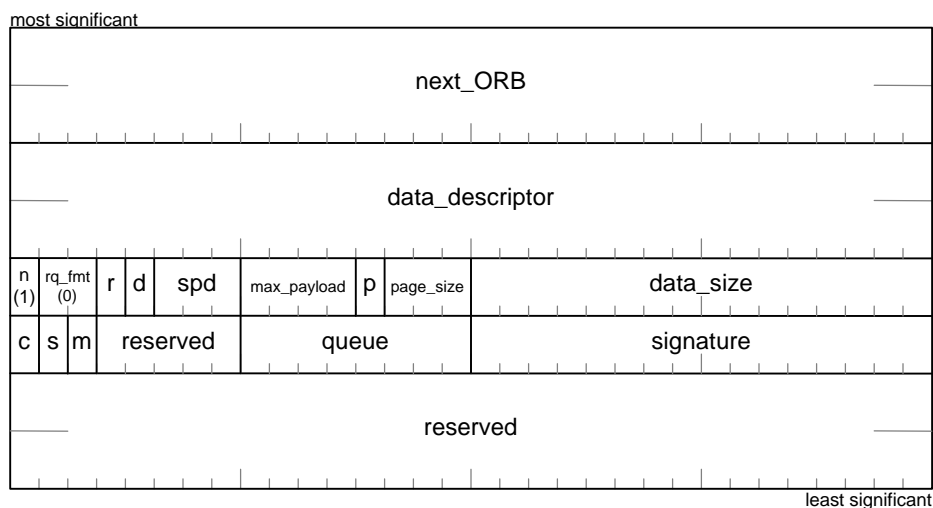 most significant
next_ORB
data_descriptor
n (1) rq_fmt (0) r d spd max_payload p page_size data_size
c s m reserved queue signature
reserved
least significant